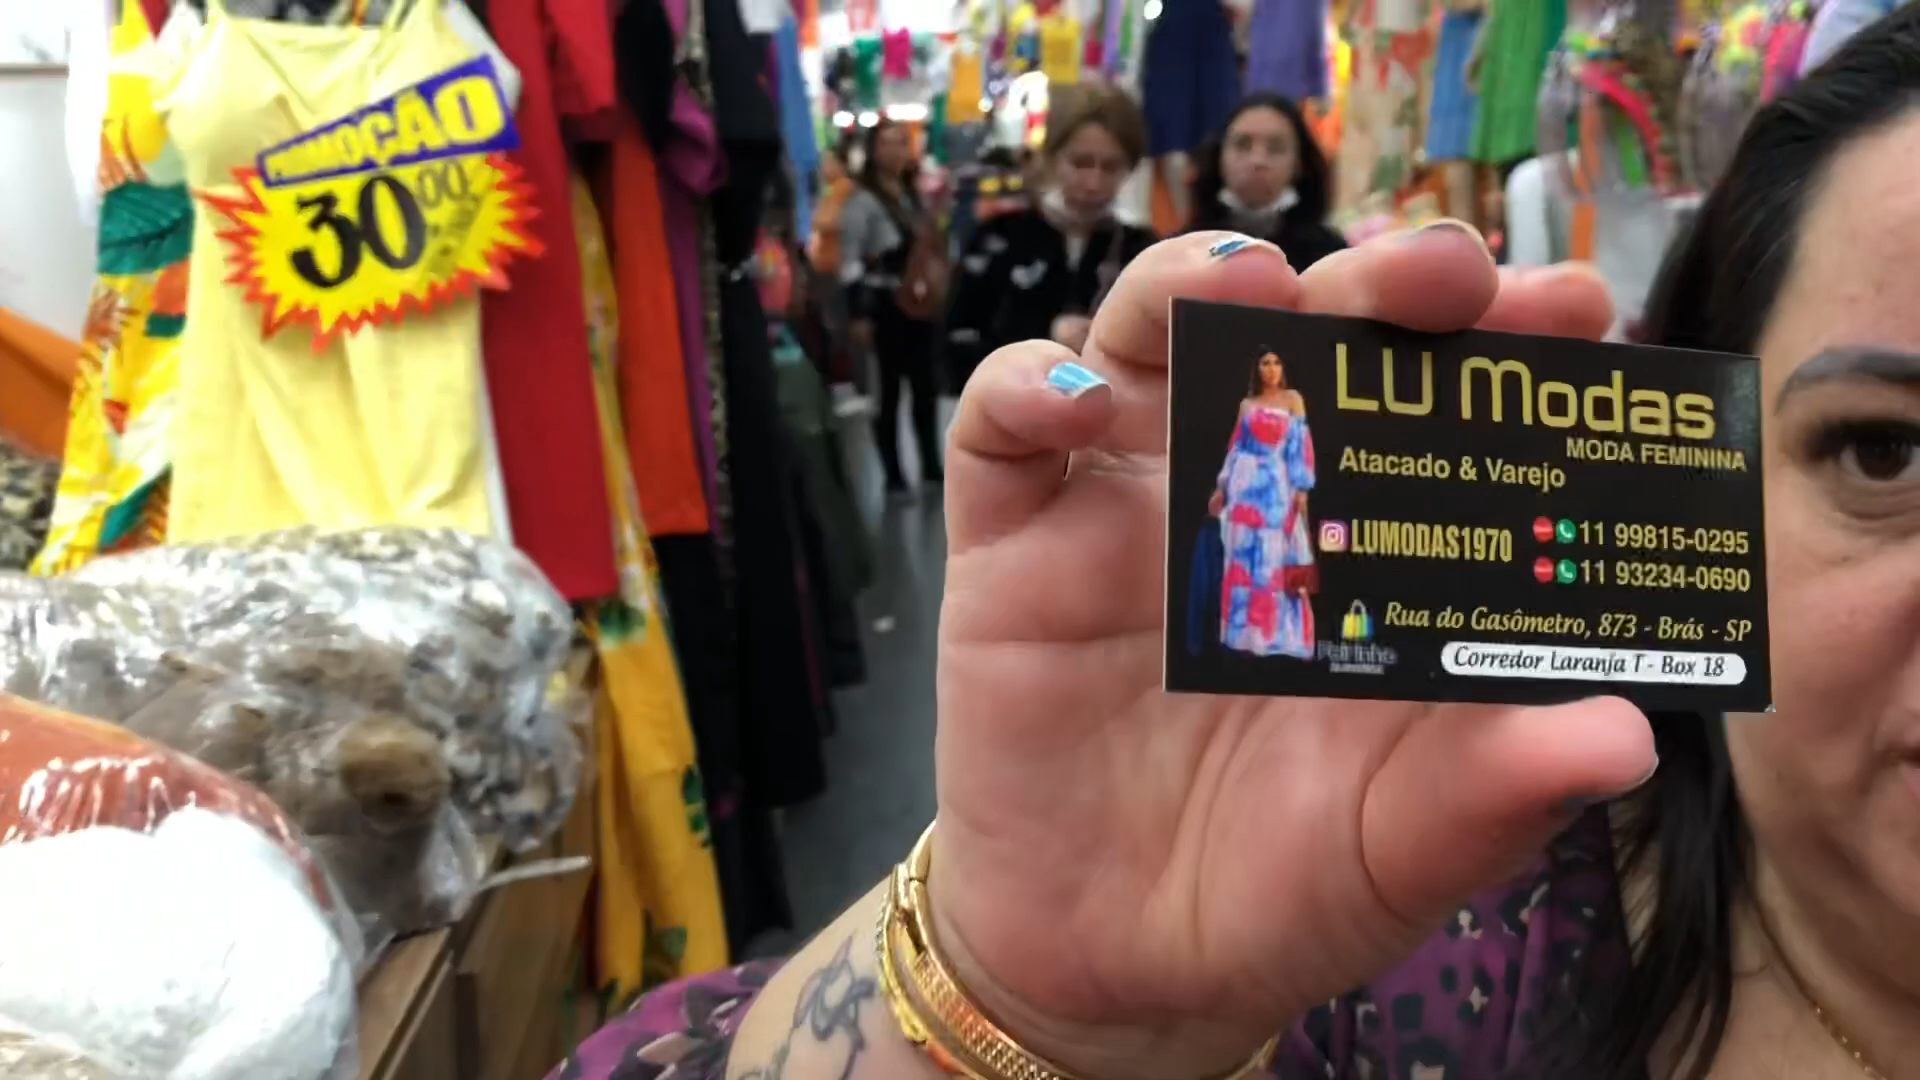 PROMOÇÃO
30,00
LU Modas
MODA FEMININA
Atacado & Varejo
LUMODAS1970
11 99815-0295
11 93234-0690
Rua do Gasômetro, 873 - Brás - SP
Corredor Laranja T - Box 18